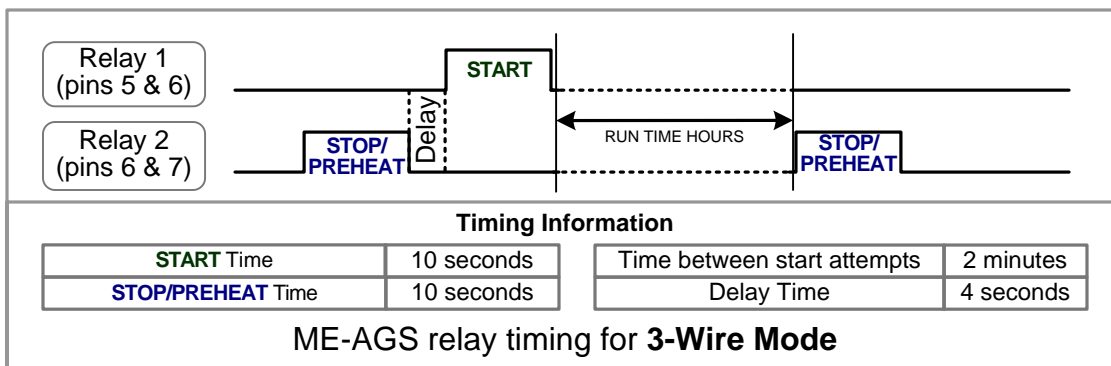 Relay 1
(pins 5 & 6)
START
Delay
RUN TIME HOURS
Relay 2
(pins 6 & 7)
STOP/
PREHEAT
STOP/
PREHEAT
Timing Information
START Time 10 seconds
Time between start attempts 2 minutes
STOP/PREHEAT Time 10 seconds
Delay Time 4 seconds
ME-AGS relay timing for 3-Wire Mode